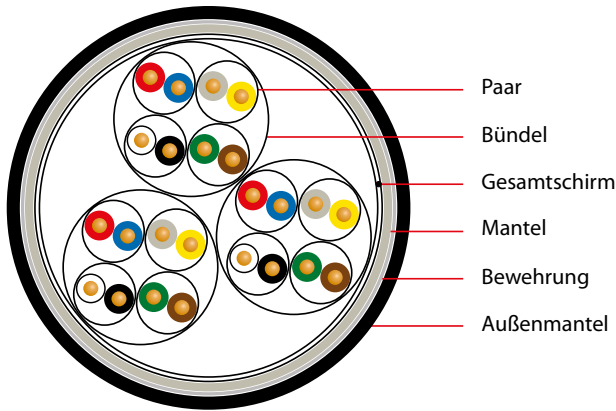 Paar
Bündel
Gesamtschirm
Mantel
Bewehrung
Außenmantel